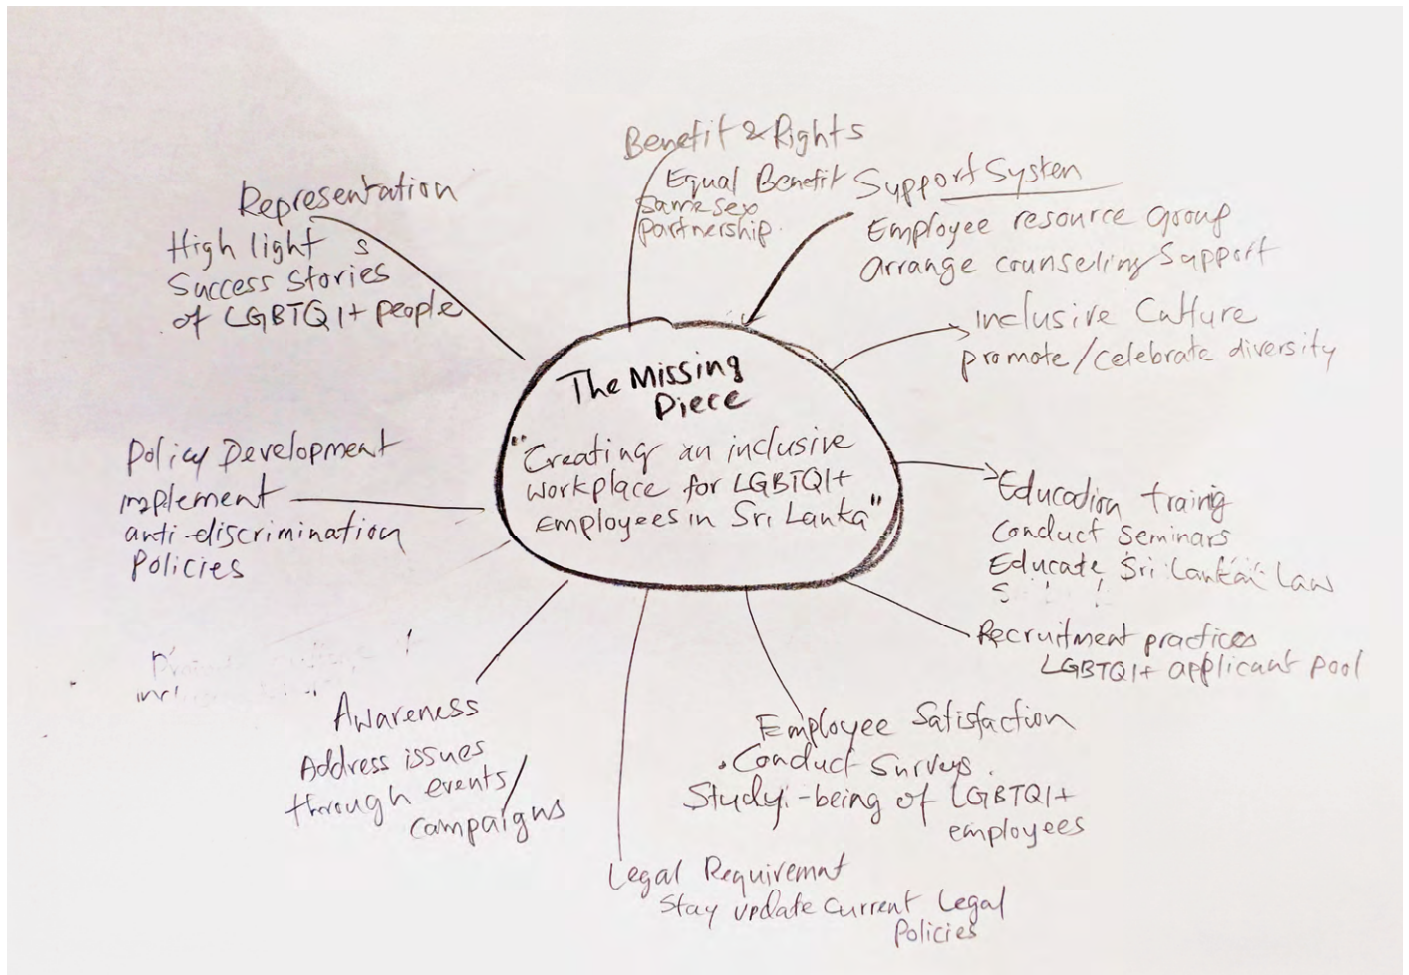 The Missing
Piece
"Creating an inclusive
workplace for LGBTQI+
Employees in Sri Lanka"
Benefit & Rights
Equal Benefit
Same sex
partnership.
Support System
Employee resource group
Arrange counseling support
Inclusive Culture
promote/celebrate diversity
Education traing
Conduct seminars
Educate Sri Lankan Law
Recruitment practices
LGBTQI+ applicant pool
Employee Satisfaction
. Conduct Surveys.
Study -being of LGBTQI+
employees
Legal Requiremnt
Stay update current Legal
Policies
Awareness
Address issues
through events/
campaigns
Policy Development
implement
anti-discrimination
Policies
Representation
High light s
Success Stories
of LGBTQI+ people